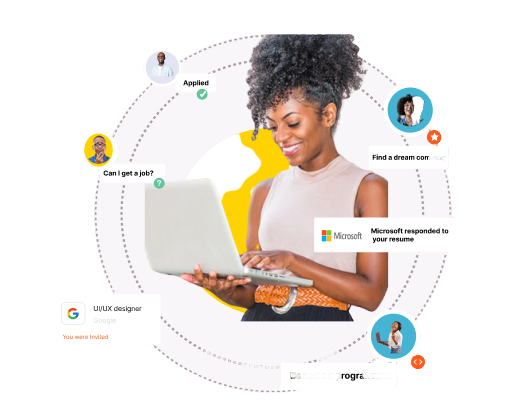 Applied
Can I get a job?
?
Find a dream
Microsoft
Microsoft responded to
your resume
G
UI/UX designer
Google
You were invited